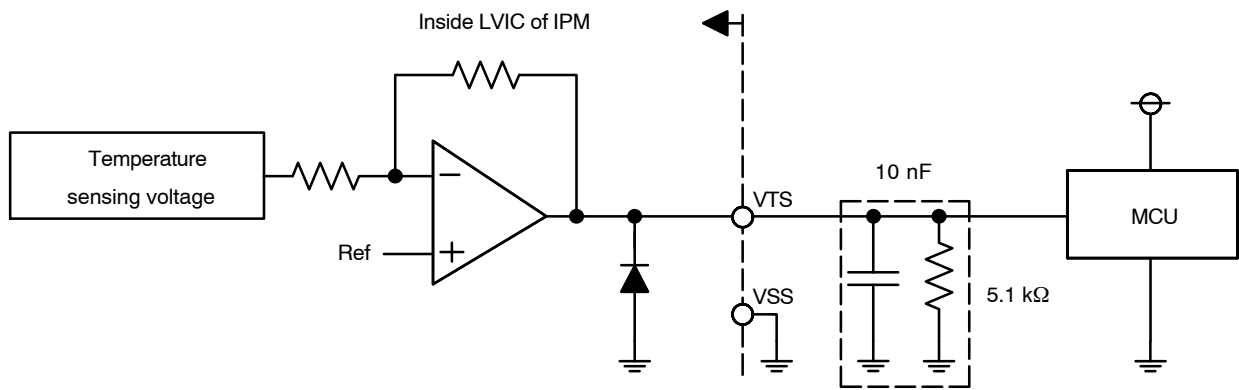 Inside LVIC of IPM
Temperature
sensing voltage
−
+
Ref
VTS
VSS
10 nF
5.1 kΩ
MCU